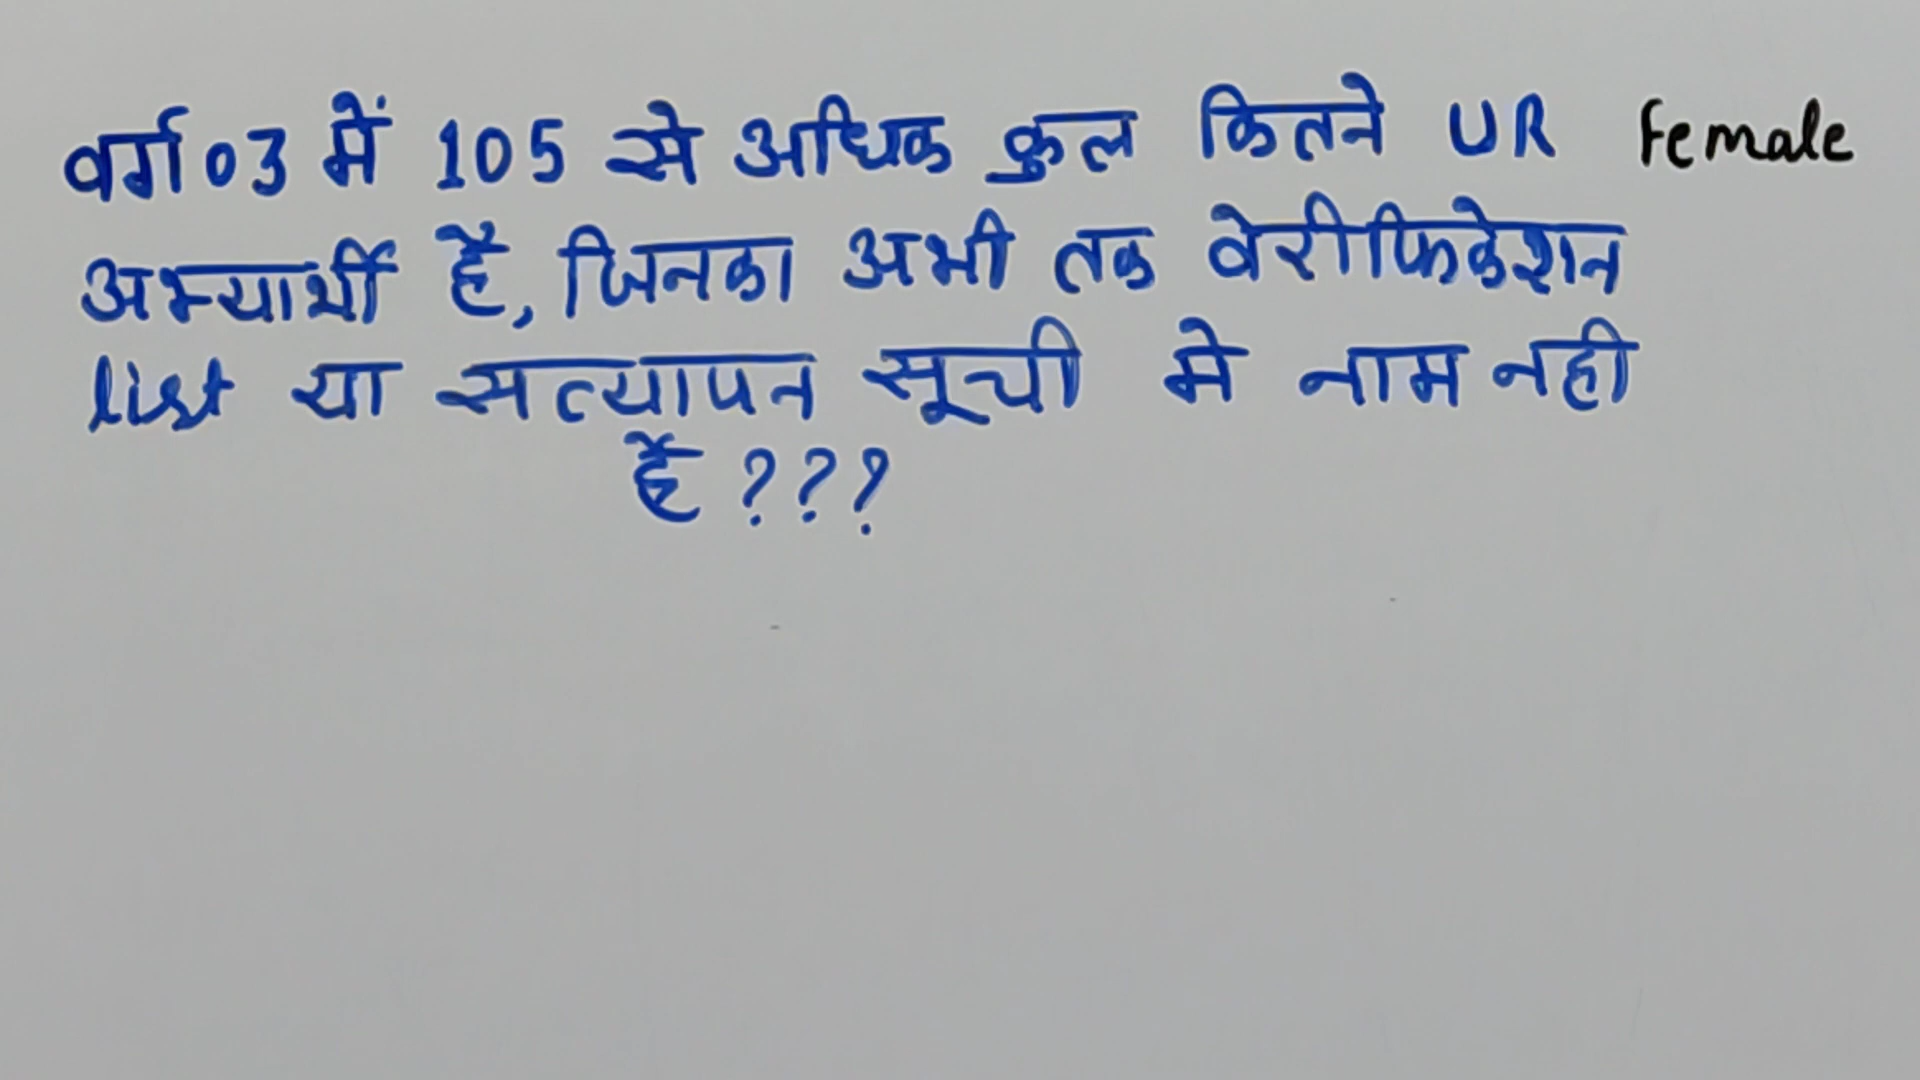 वर्ग 03 में 105 से अधिक कुल कितने UR Female
अभ्यार्थी है, जिनका अभी तक वेरीफिकेशन
list या सत्यापन सूची मे नाम नही
है ???